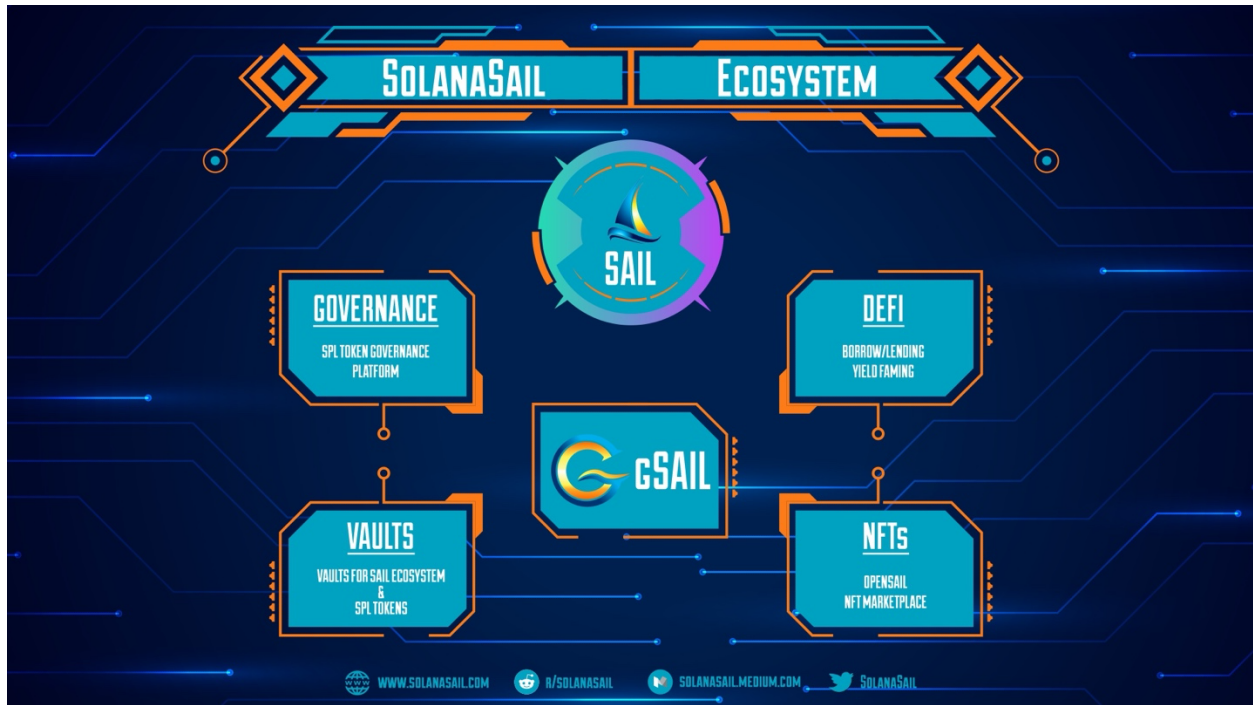 SOLANASAIL ECOSYSTEM
SAIL
GOVERNANCE
SPL TOKEN GOVERNANCE
PLATFORM
DEFI
BORROW/LENDING
YIELD FAMING
gSAIL
VAULTS
VAULTS FOR SAIL ECOSYSTEM
&
SPL TOKENS
NFTs
OPENSAIL
NFT MARKETPLACE
WWW.SOLANASAIL.COM R/SOLANASAIL SOLANASAIL.MEDIUM.COM SOLANASAIL